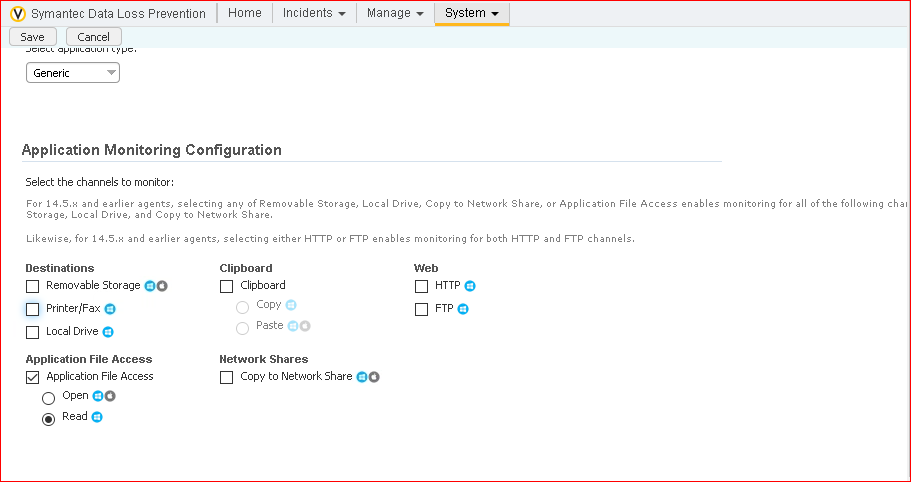 Symantec Data Loss Prevention Home Incidents Manage System
Save Cancel
Select application type:
Generic
Application Monitoring Configuration
Select the channels to monitor:
For 14.5.x and earlier agents, selecting any of Removable Storage, Local Drive, Copy to Network Share, or Application File Access enables monitoring for all of the following
Storage, Local Drive, and Copy to Network Share.
Likewise, for 14.5.x and earlier agents, selecting either HTTP or FTP enables monitoring for both HTTP and FTP channels.
Destinations Clipboard Web
Removable Storage Clipboard HTTP
Printer/Fax Copy FTP
Local Drive Paste
Application File Access Network Shares
Application File Access Copy to Network Share
Open
Read